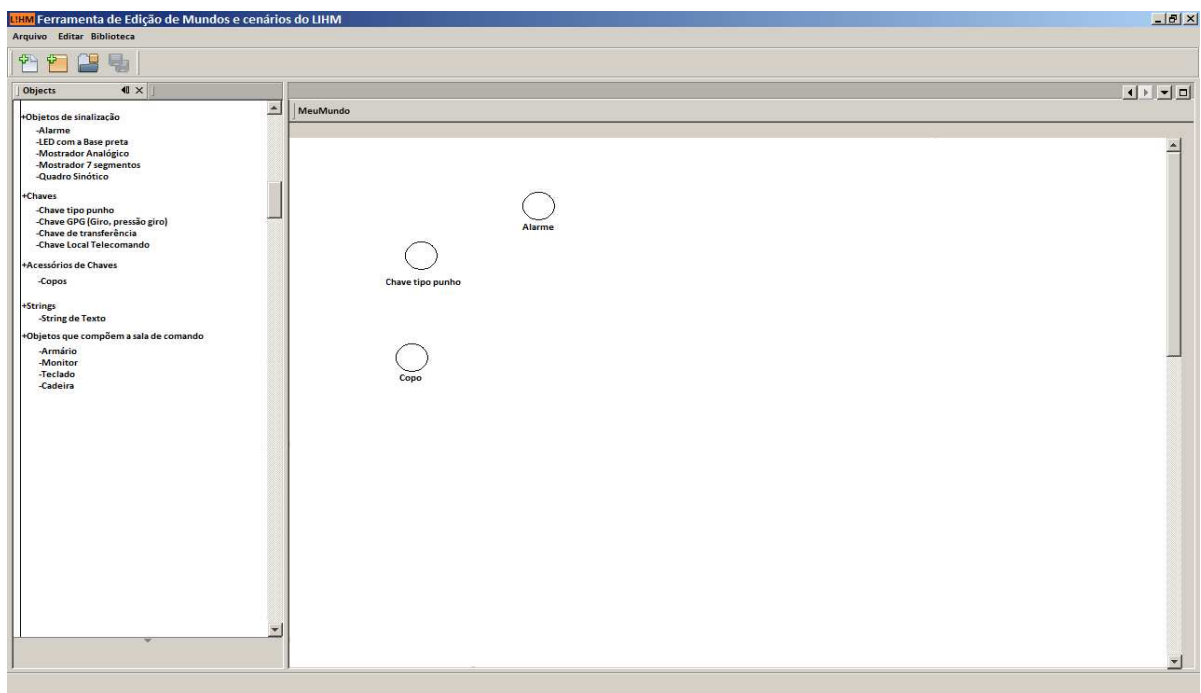 LIHM Ferramenta de Edição de Mundos e cenários do LIHM
Arquivo Editar Biblioteca
Objects
+Objetos de sinalização
-Alarme
-LED com a Base preta
-Mostrador Analógico
-Mostrador 7 segmentos
-Quadro Sinótico
+Chaves
-Chave tipo punho
-Chave GPG (Giro, pressão giro)
-Chave de transferência
-Chave Local Telecomando
+Acessórios de Chaves
-Copos
+Strings
-String de Texto
+Objetos que compõem a sala de comando
-Armário
-Monitor
-Teclado
-Cadeira
MeuMundo
Alarme
Chave tipo punho
Copo